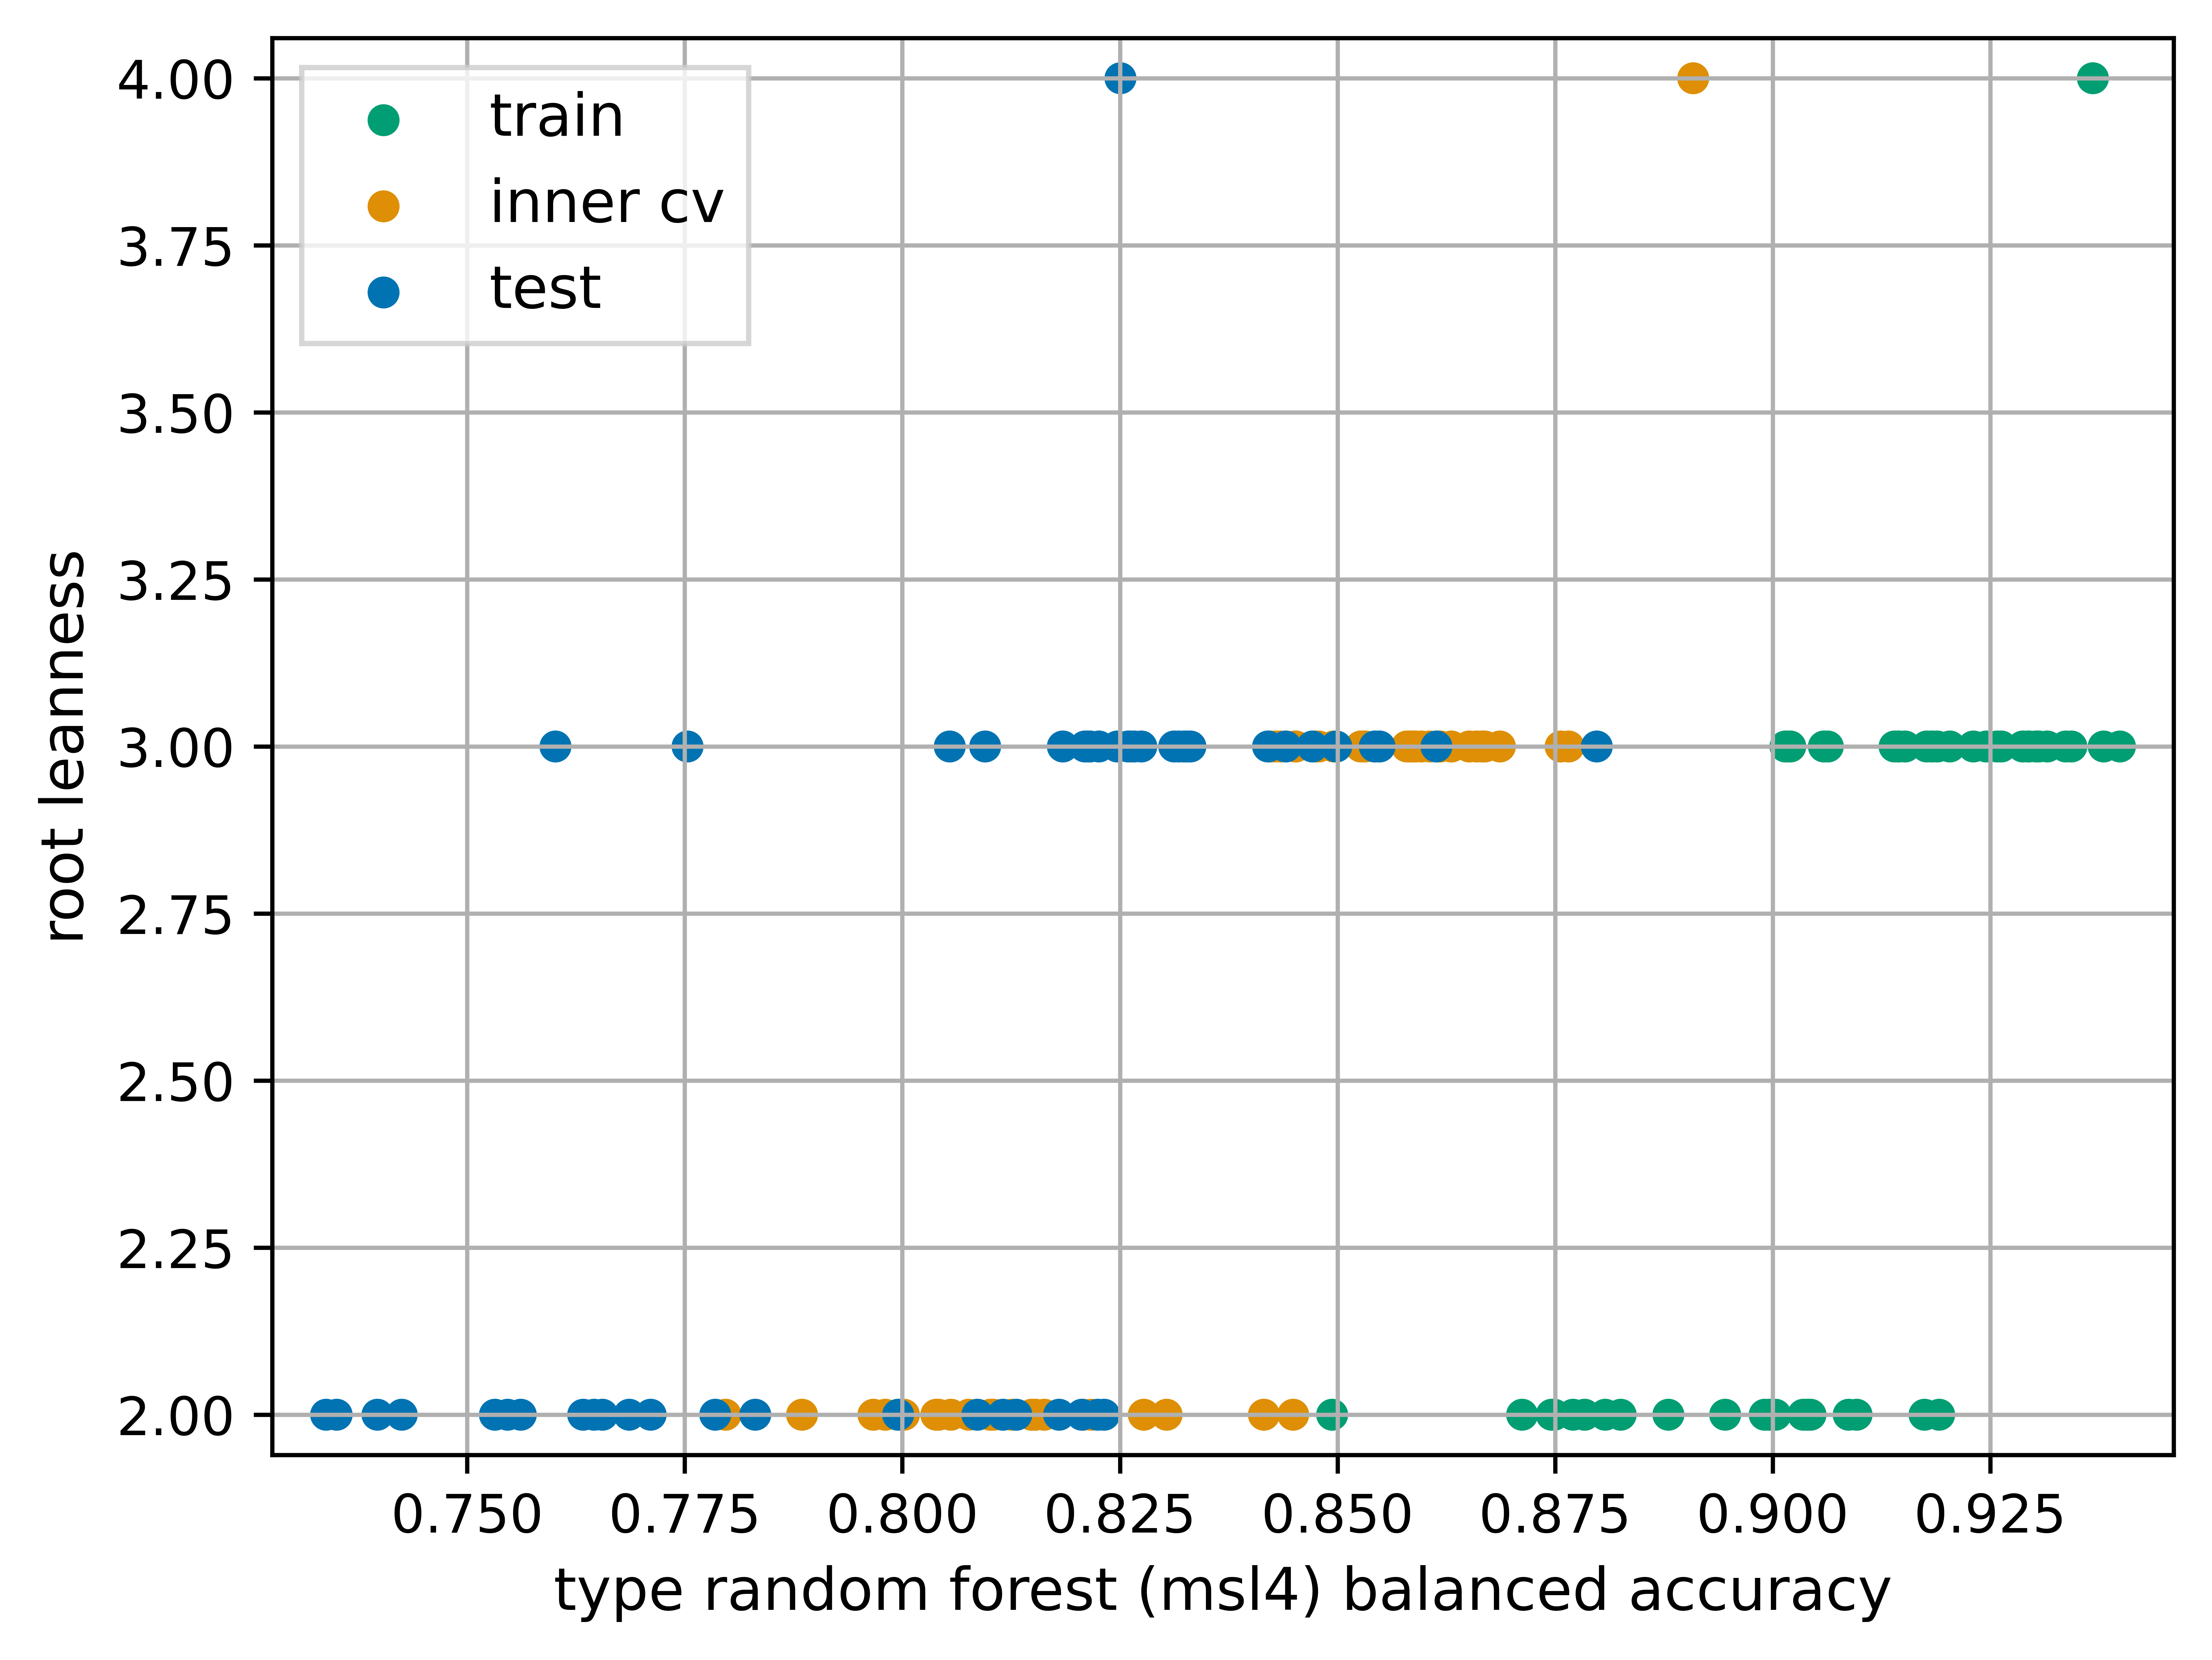 4.00
3.75
3.50
3.25
3.00
2.75
2.50
2.25
2.00
root leanness
train
inner cv
test
0.750 0.775 0.800 0.825 0.850 0.875 0.900 0.925
type random forest (msl4) balanced accuracy